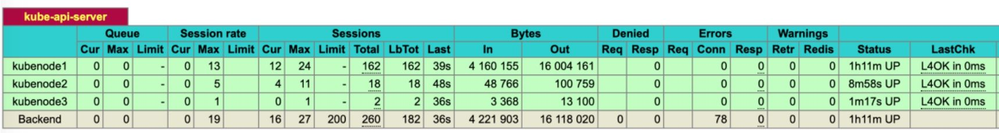 kube-api-server
Queue Session rate Sessions Bytes Denied Errors Warnings
Cur Max Limit Cur Max Limit Cur Max Limit Total LbTot Last In Out Req Resp Req Conn Resp Retr Redis Status LastChk
kubenode1 0 0 - 0 13 12 24 - 162 162 39s 4 160 155 16 004 161 0 0 0 0 0 1h11m UP L4OK in 0ms
kubenode2 0 0 - 0 5 4 11 - 18 18 48s 48 766 100 759 0 0 0 0 0 8m58s UP L4OK in 0ms
kubenode3 0 0 - 0 1 0 1 - 2 2 36s 3 368 13 100 0 0 0 0 0 1m17s UP L4OK in 0ms
Backend 0 0 0 19 16 27 200 260 182 36s 4 221 903 16 118 020 0 0 78 0 0 0 1h11m UP